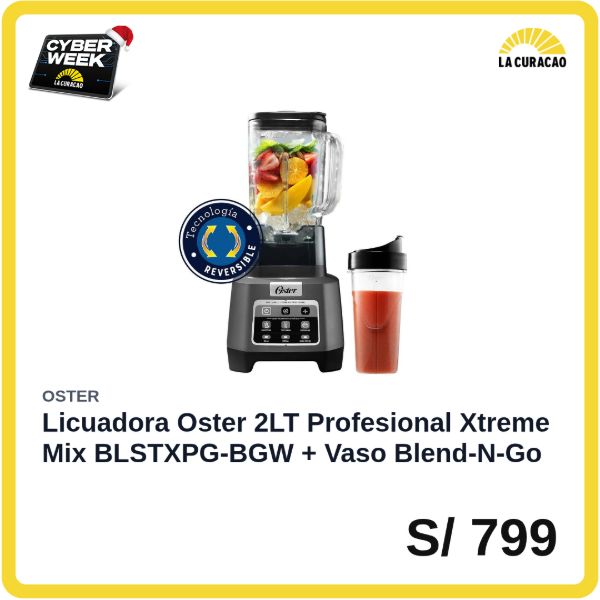 CYBER
WEEK
LA CURACAO
LA CURACAO
Tecnología
REVERSIBLE
Oster
OSTER
Licuadora Oster 2LT Profesional Xtreme
Mix BLSTXPG-BGW + Vaso Blend-N-Go
S/ 799